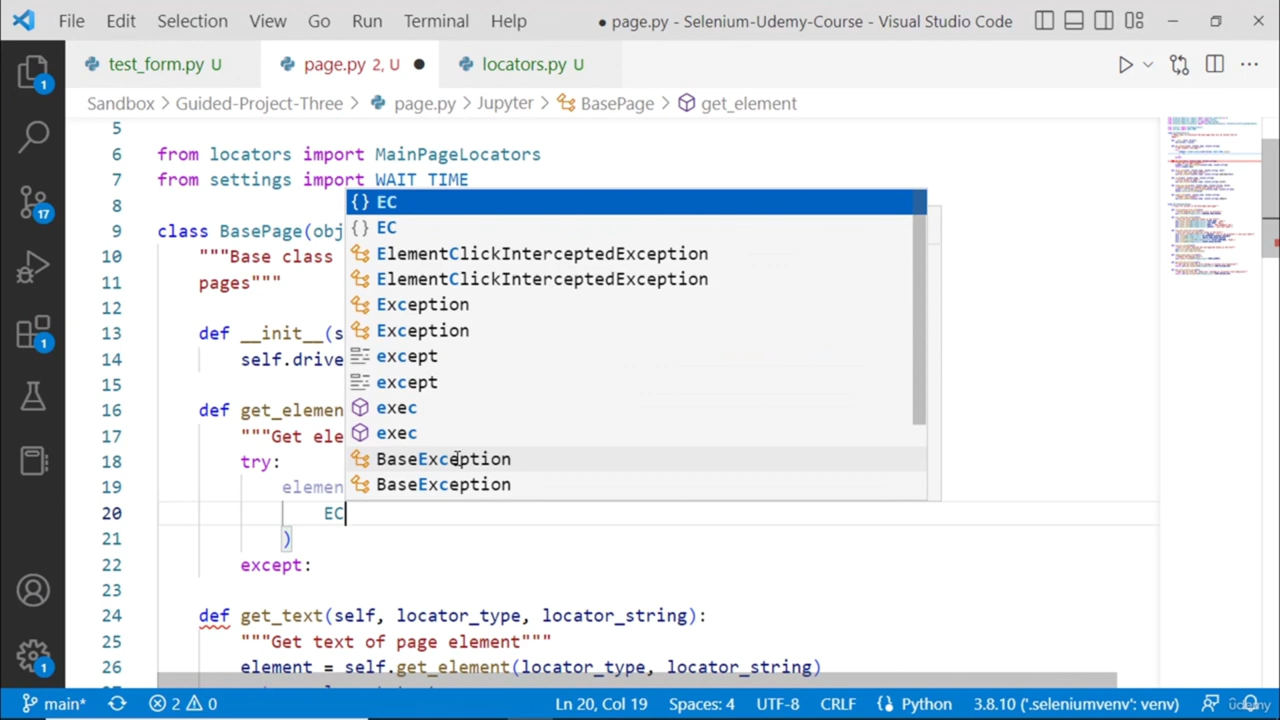 File Edit Selection View Go Run Terminal Help ● page.py - Selenium-Udemy-Course - Visual Studio Code
test_form.py U page.py 2, U locators.py U
Sandbox > Guided-Project-Three > page.py > Jupyter > BasePage > get_element
5
6 from locators import MainPageLocators
7 from settings import WAIT_TIME
8 EC
9 class BasePage(obj EC
10 """Base class ElementClickInterceptedException
11 pages""" ElementClickInterceptedException
12 Exception
13 def __init__(s Exception
14 self.drive except
15 except
16 def get_elemen exec
17 """Get ele exec
18 try: BaseException
19 elemen BaseException
20 EC
21 )
22 except:
23
24 def get_text(self, locator_type, locator_string):
25 """Get text of page element"""
26 element = self.get_element(locator_type, locator_string)
1
17
1
1
main* 2 0 Ln 20, Col 19 Spaces: 4 UTF-8 CRLF Python 3.8.10 ('.seleniumvenv': venv) ûdemy